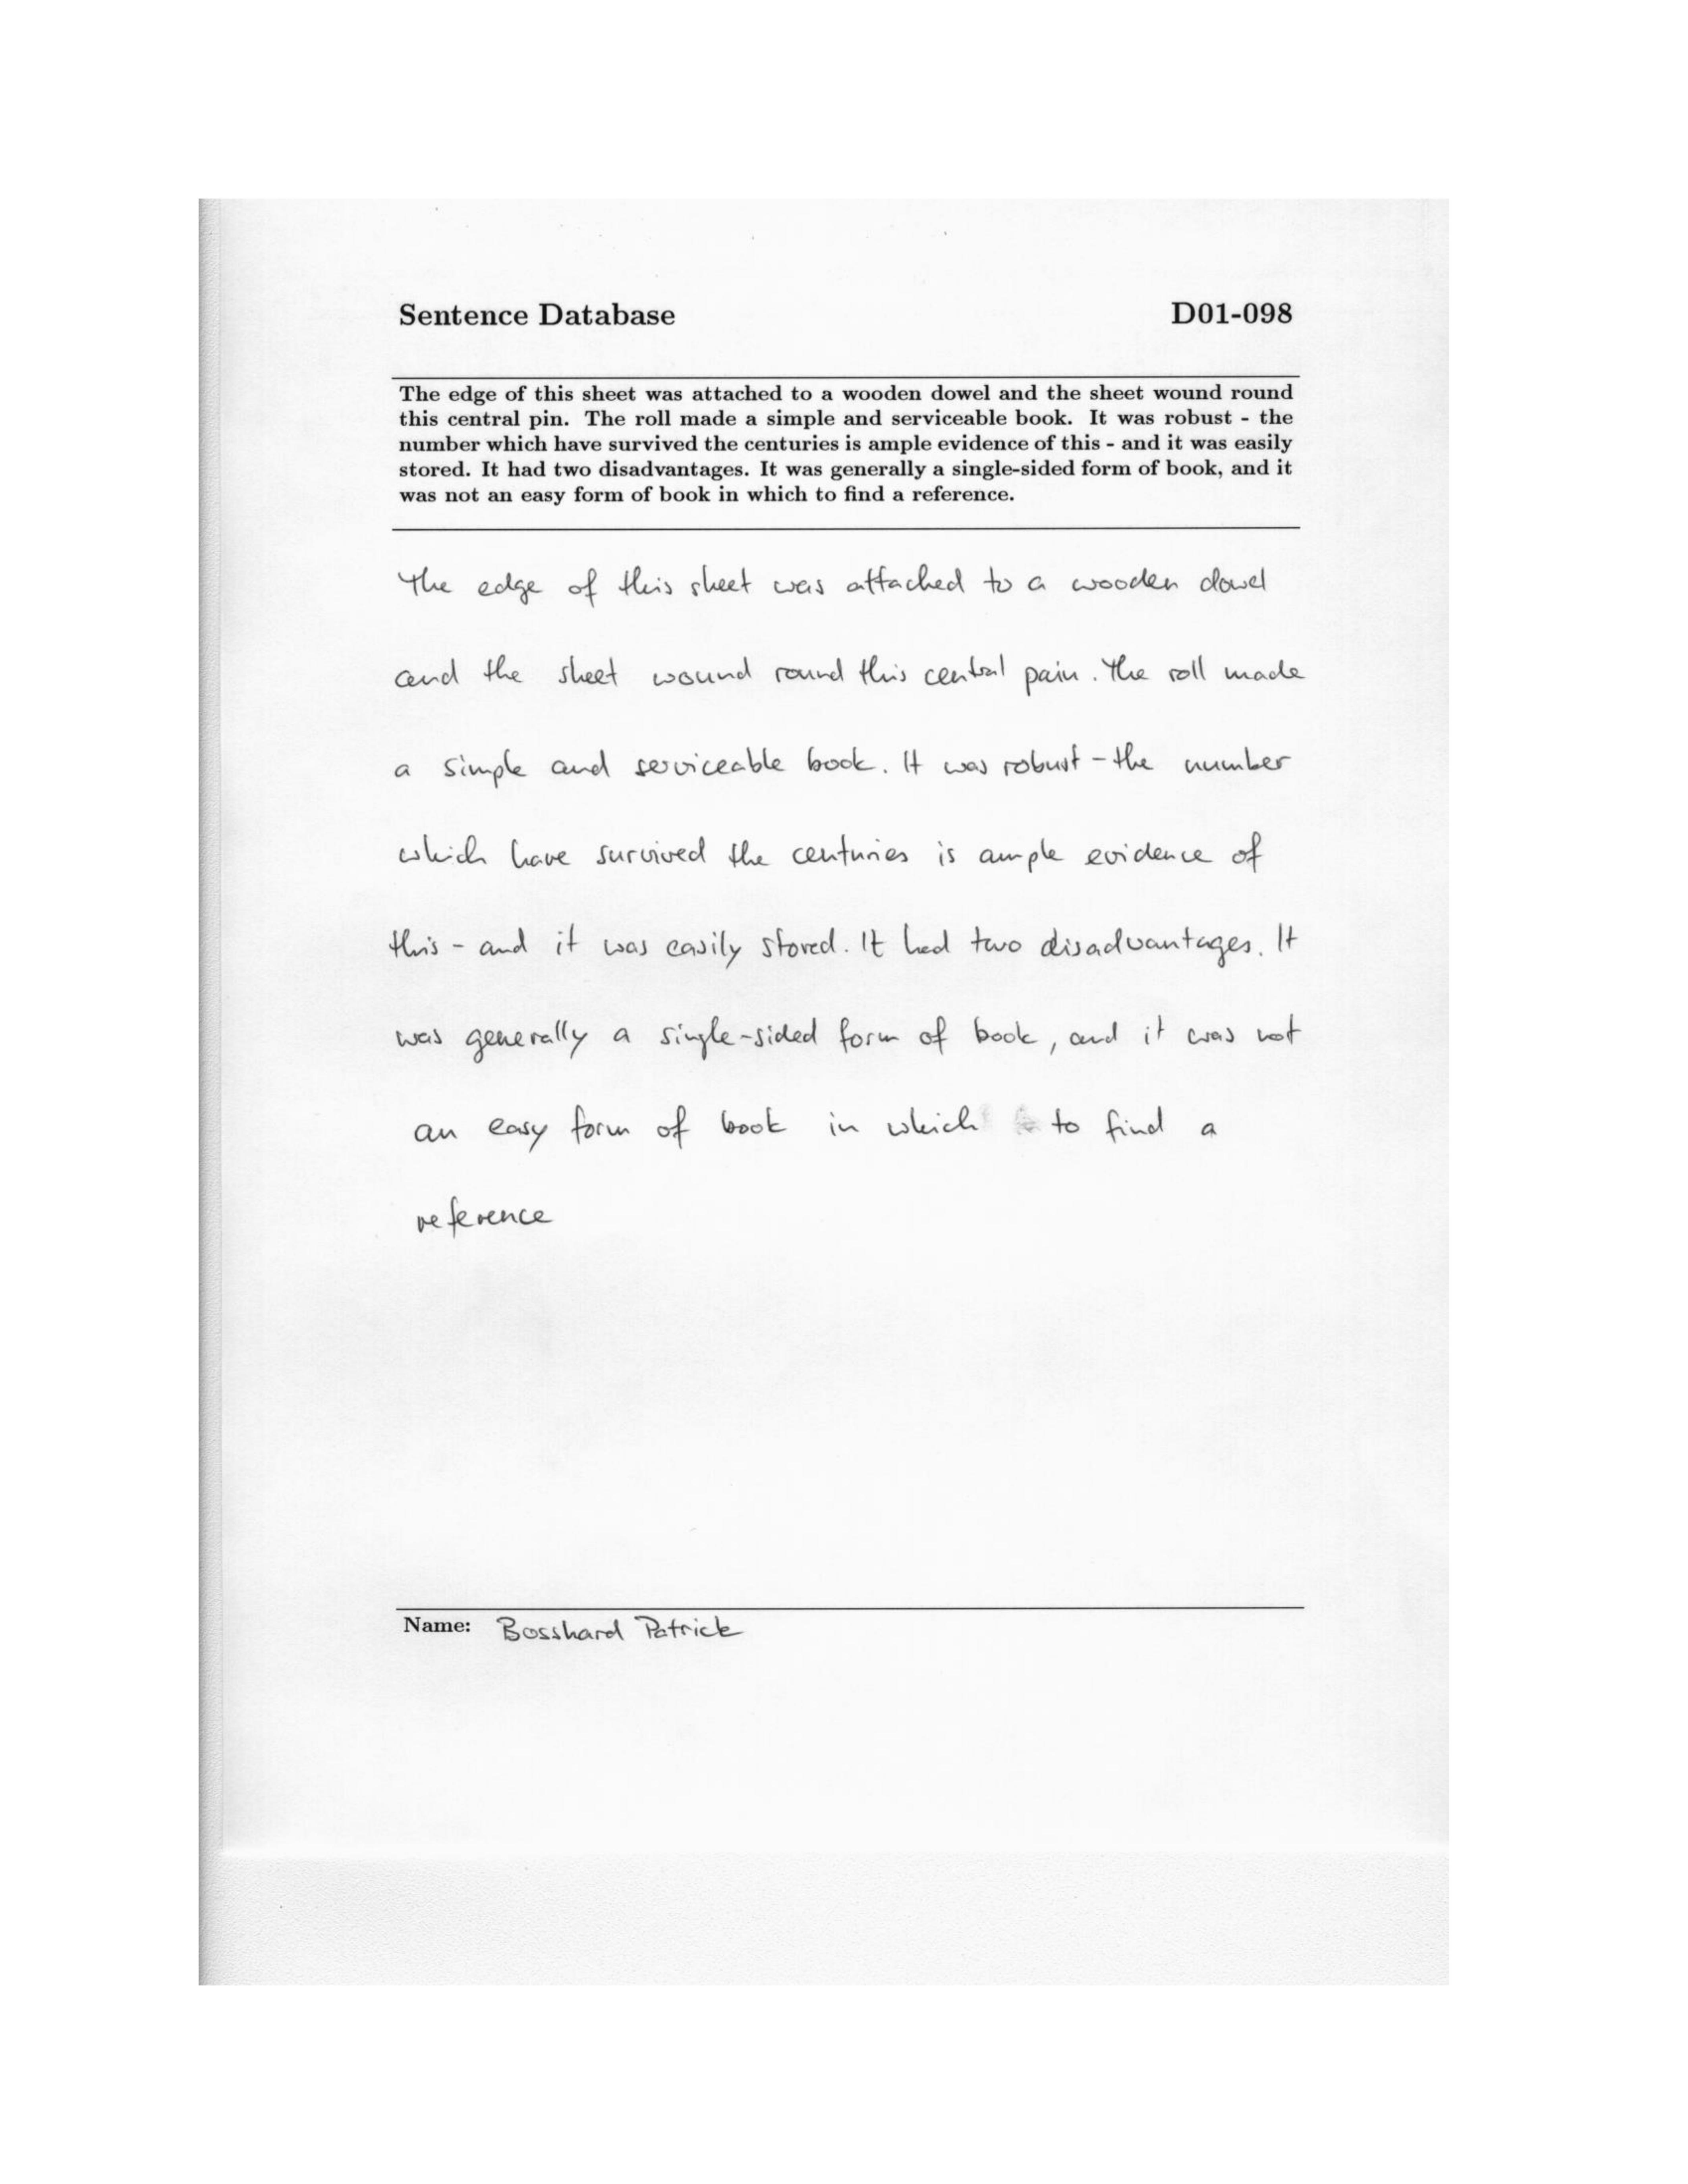 Sentence Database D01-098
The edge of this sheet was attached to a wooden dowel and the sheet wound round
this central pin. The roll made a simple and serviceable book. It was robust - the
number which have survived the centuries is ample evidence of this - and it was easily
stored. It had two disadvantages. It was generally a single-sided form of book, and it
was not an easy form of book in which to find a reference.
The edge of this sheet was attached to a wooden dowel
and the sheet wound round this central pain. The roll made
a simple and serviceable book. It was robust - the number
which have survived the centuries is ample evidence of
this - and it was easily stored. It had two disadvantages. It
was generally a single-sided form of book, and it was not
an easy form of book in which to find a
reference
Name: Bosshard Patrick